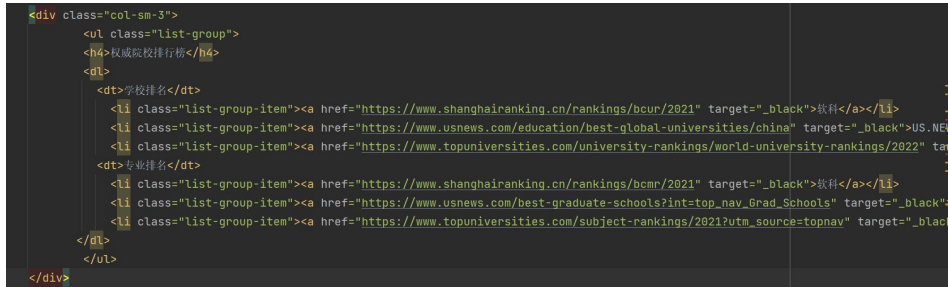 <div class="col-sm-3">
<ul class="list-group">
<h4>权威院校排行榜</h4>
<dl>
<dt>学校排名</dt>
<li class="list-group-item"><a href="https://www.shanghairanking.cn/rankings/bcur/2021" target="_black">软科</a></li>
<li class="list-group-item"><a href="https://www.usnews.com/education/best-global-universities/china" target="_black">US.NE
<li class="list-group-item"><a href="https://www.topuniversities.com/university-rankings/world-university-rankings/2022" ta
<dt>专业排名</dt>
<li class="list-group-item"><a href="https://www.shanghairanking.cn/rankings/bcmr/2021" target="_black">软科</a></li>
<li class="list-group-item"><a href="https://www.usnews.com/best-graduate-schools?int=top_nav_Grad_Schools" target="_black">
<li class="list-group-item"><a href="https://www.topuniversities.com/subject-rankings/2021?utm_source=topnav" target="_blac
</dl>
</ul>
</div>